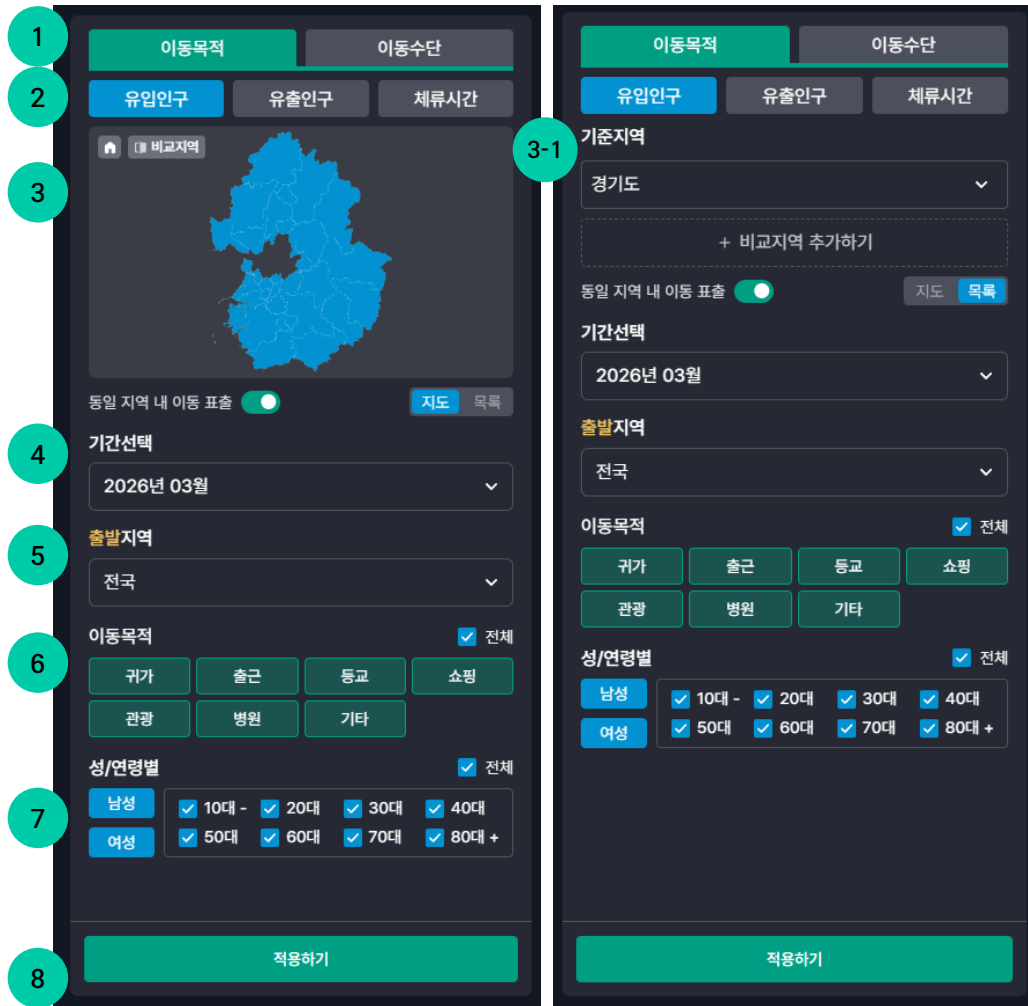 1
이동목적 이동수단
2
유입인구 유출인구 체류시간
비교지역
3
동일 지역 내 이동 표출 지도 목록
4
기간선택
2026년 03월
5
출발지역
전국
6
이동목적 전체
귀가 출근 등교 쇼핑
관광 병원 기타
성/연령별 전체
7
남성 10대 - 20대 30대 40대
여성 50대 60대 70대 80대 +
8
적용하기
이동목적 이동수단
유입인구 유출인구 체류시간
3-1
기준지역
경기도
+ 비교지역 추가하기
동일 지역 내 이동 표출 지도 목록
기간선택
2026년 03월
출발지역
전국
이동목적 전체
귀가 출근 등교 쇼핑
관광 병원 기타
성/연령별 전체
남성 10대 - 20대 30대 40대
여성 50대 60대 70대 80대 +
적용하기